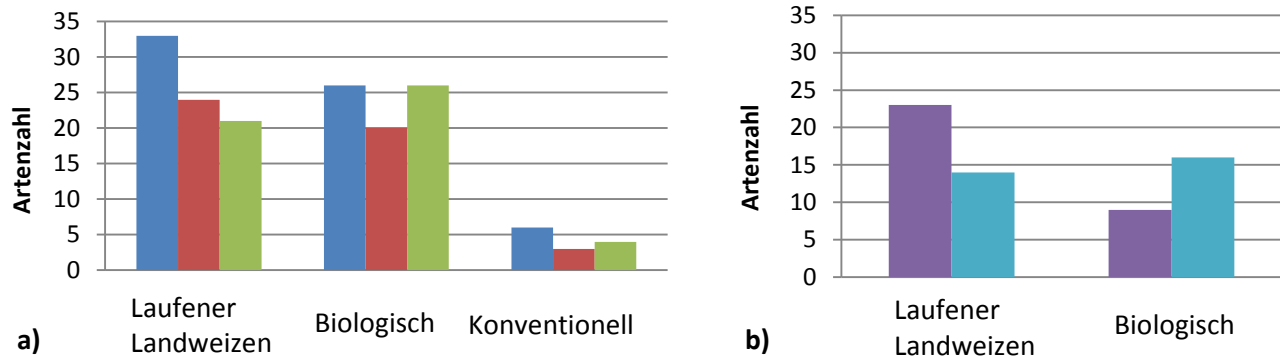 Artenzahl
35
30
25
20
15
10
5
0
Laufener
Landweizen
Biologisch
Konventionell
a)
Artenzahl
35
30
25
20
15
10
5
0
Laufener
Landweizen
Biologisch
b)